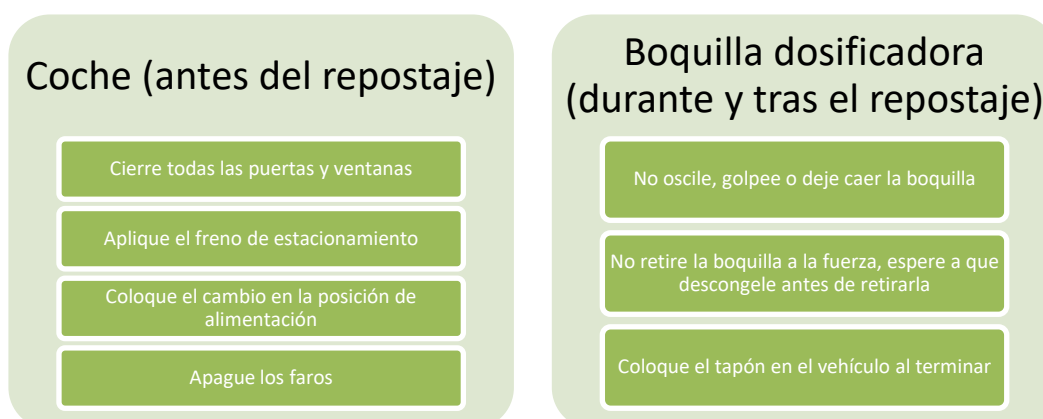 Coche (antes del repostaje)
Cierre todas las puertas y ventanas
Aplique el freno de estacionamiento
Coloque el cambio en la posición de
alimentación
Apague los faros
Boquilla dosificadora
(durante y tras el repostaje)
No oscile, golpee o deje caer la boquilla
No retire la boquilla a la fuerza, espere a que
descongele antes de retirarla
Coloque el tapón en el vehículo al terminar